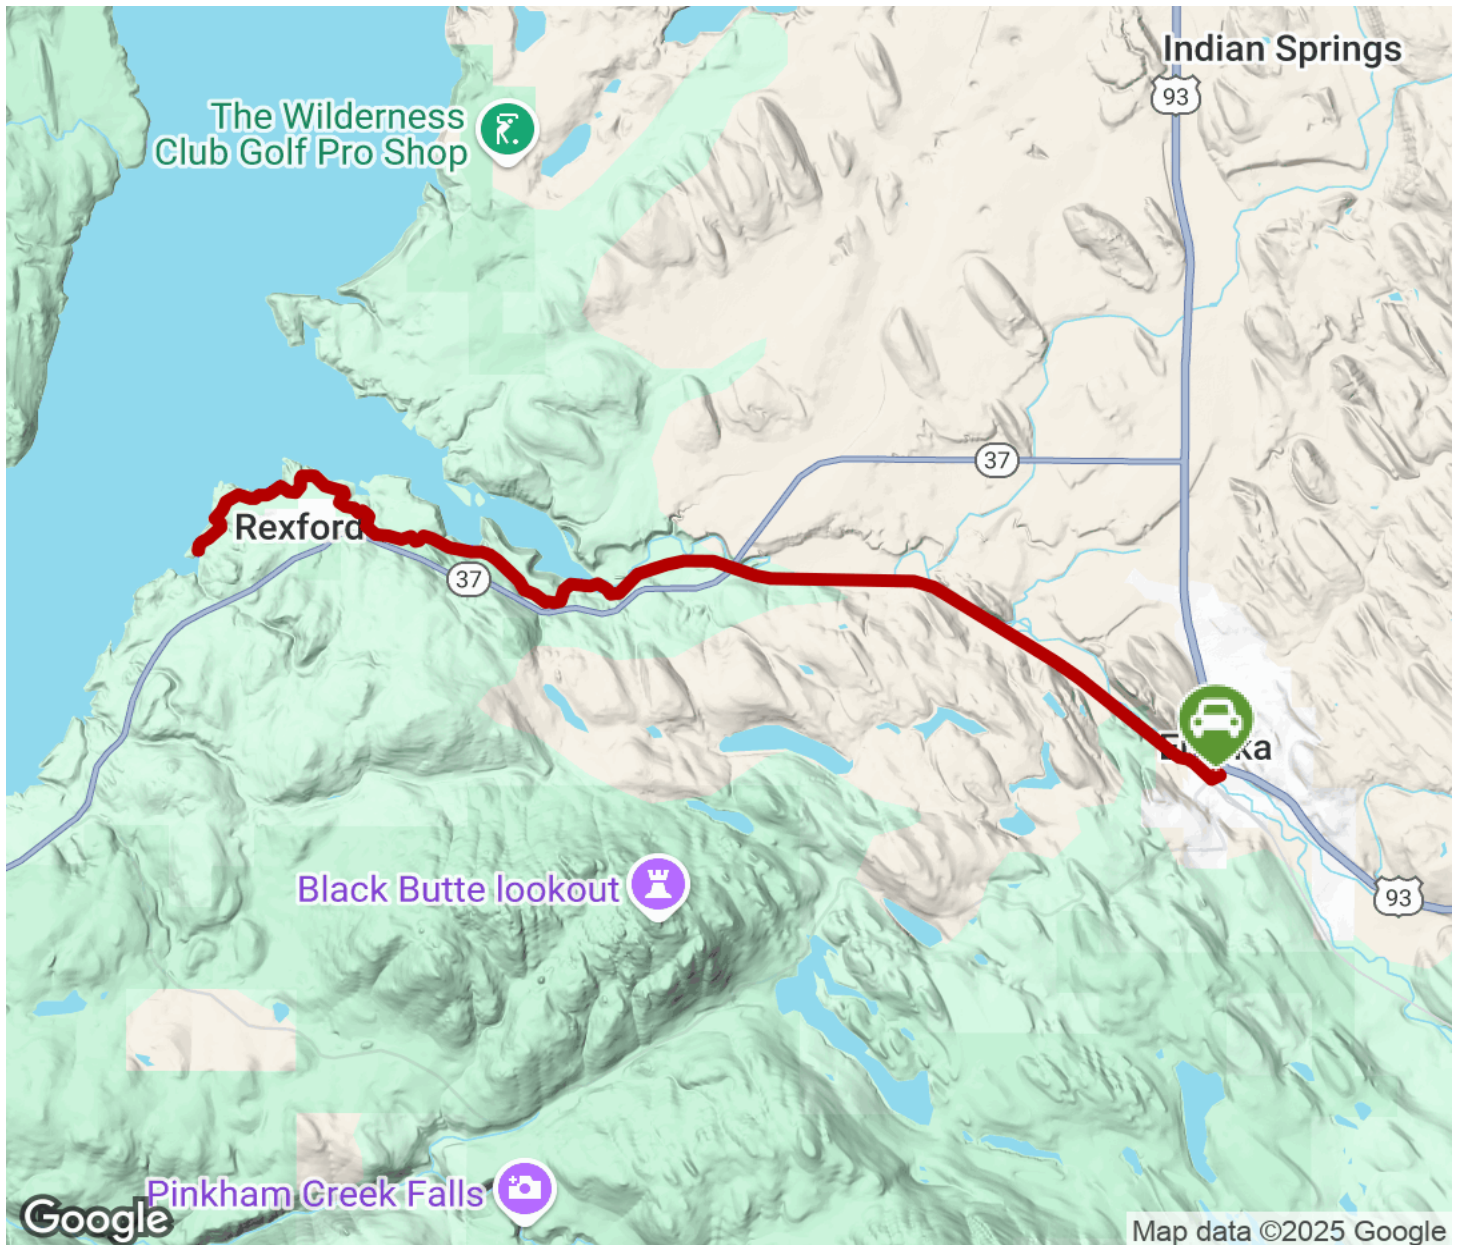 Indian Springs
93
The Wilderness
Club Golf Pro Shop
37
Rexford
37
Black Butte lookout
93
Pinkham Creek Falls
Google
Map data ©2025 Google